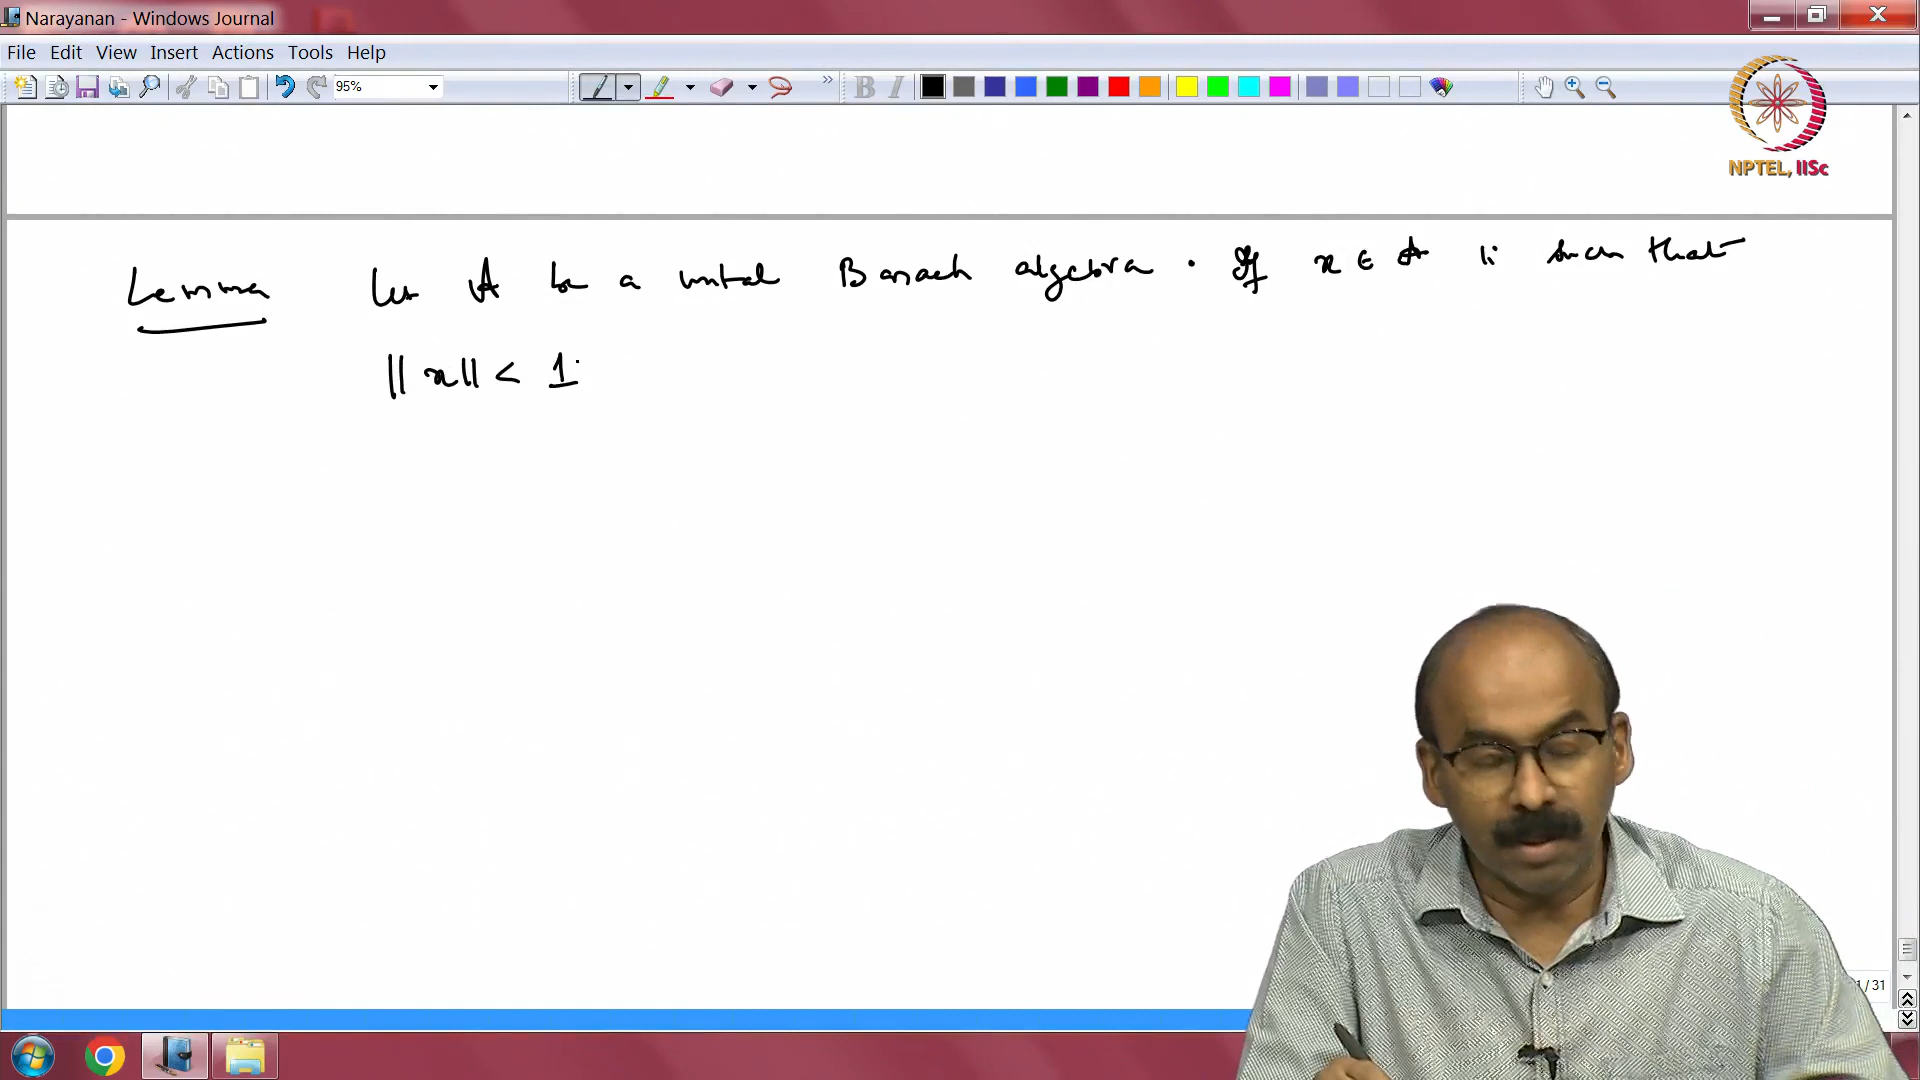 Narayanan - Windows Journal
File Edit View Insert Actions Tools Help
95%
NPTEL, IISc
Lemma Let A be a unital Banach algebra. If x ∈ A is such that
||x|| < 1.
/ 31